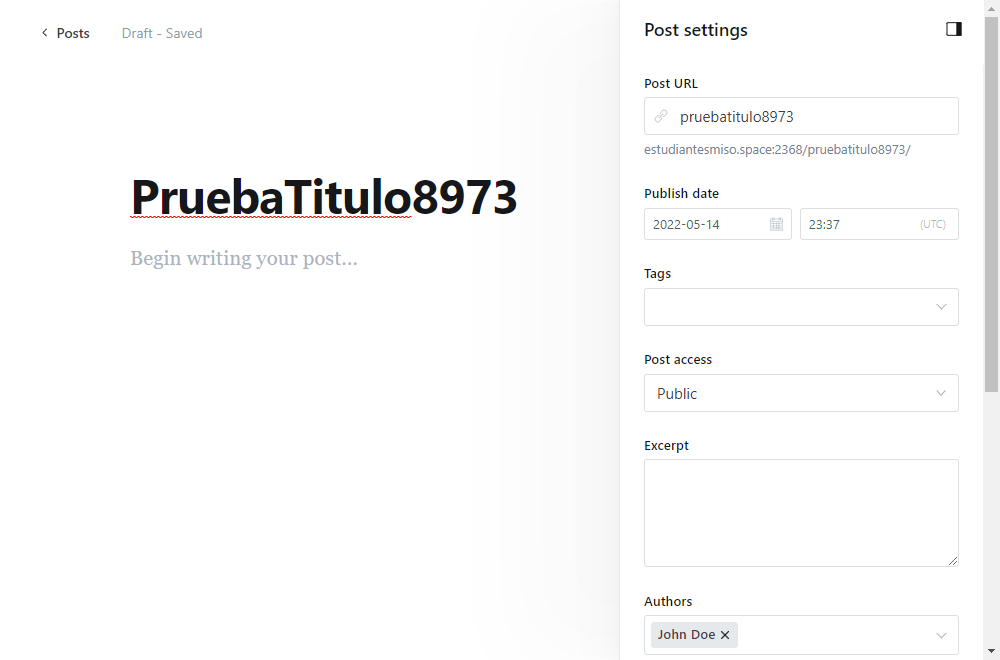 Posts Draft - Saved
PruebaTitulo8973
Begin writing your post...
Post settings
Post URL
pruebatitulo8973
estudiantesmiso.space:2368/pruebatitulo8973/
Publish date
2022-05-14 23:37 (UTC)
Tags
Post access
Public
Excerpt
Authors
John Doe